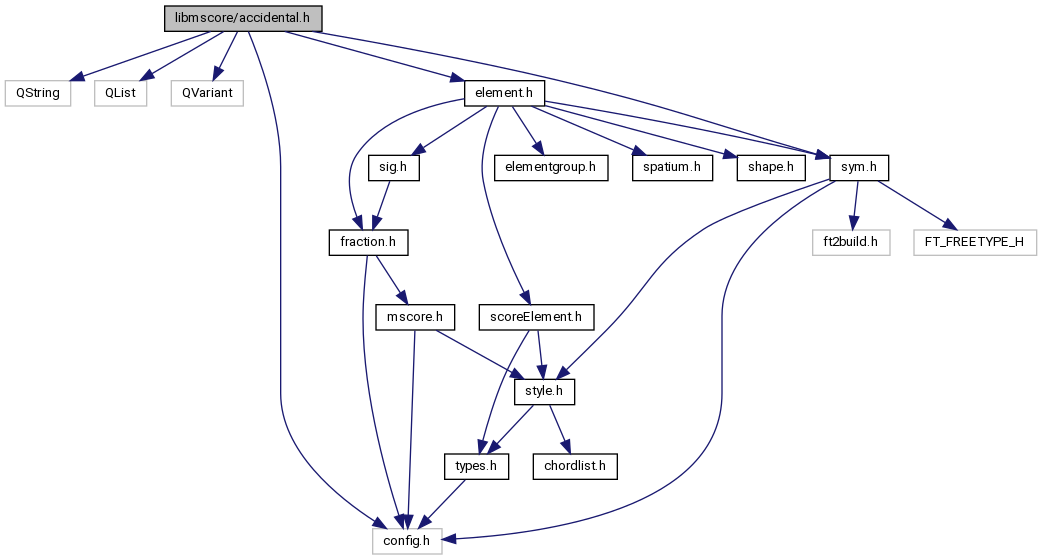 libmscore/accidental.h
QString
QList
QVariant
element.h
sig.h
elementgroup.h
spatium.h
shape.h
sym.h
fraction.h
ft2build.h
FT_FREETYPE_H
mscore.h
scoreElement.h
style.h
types.h
chordlist.h
config.h